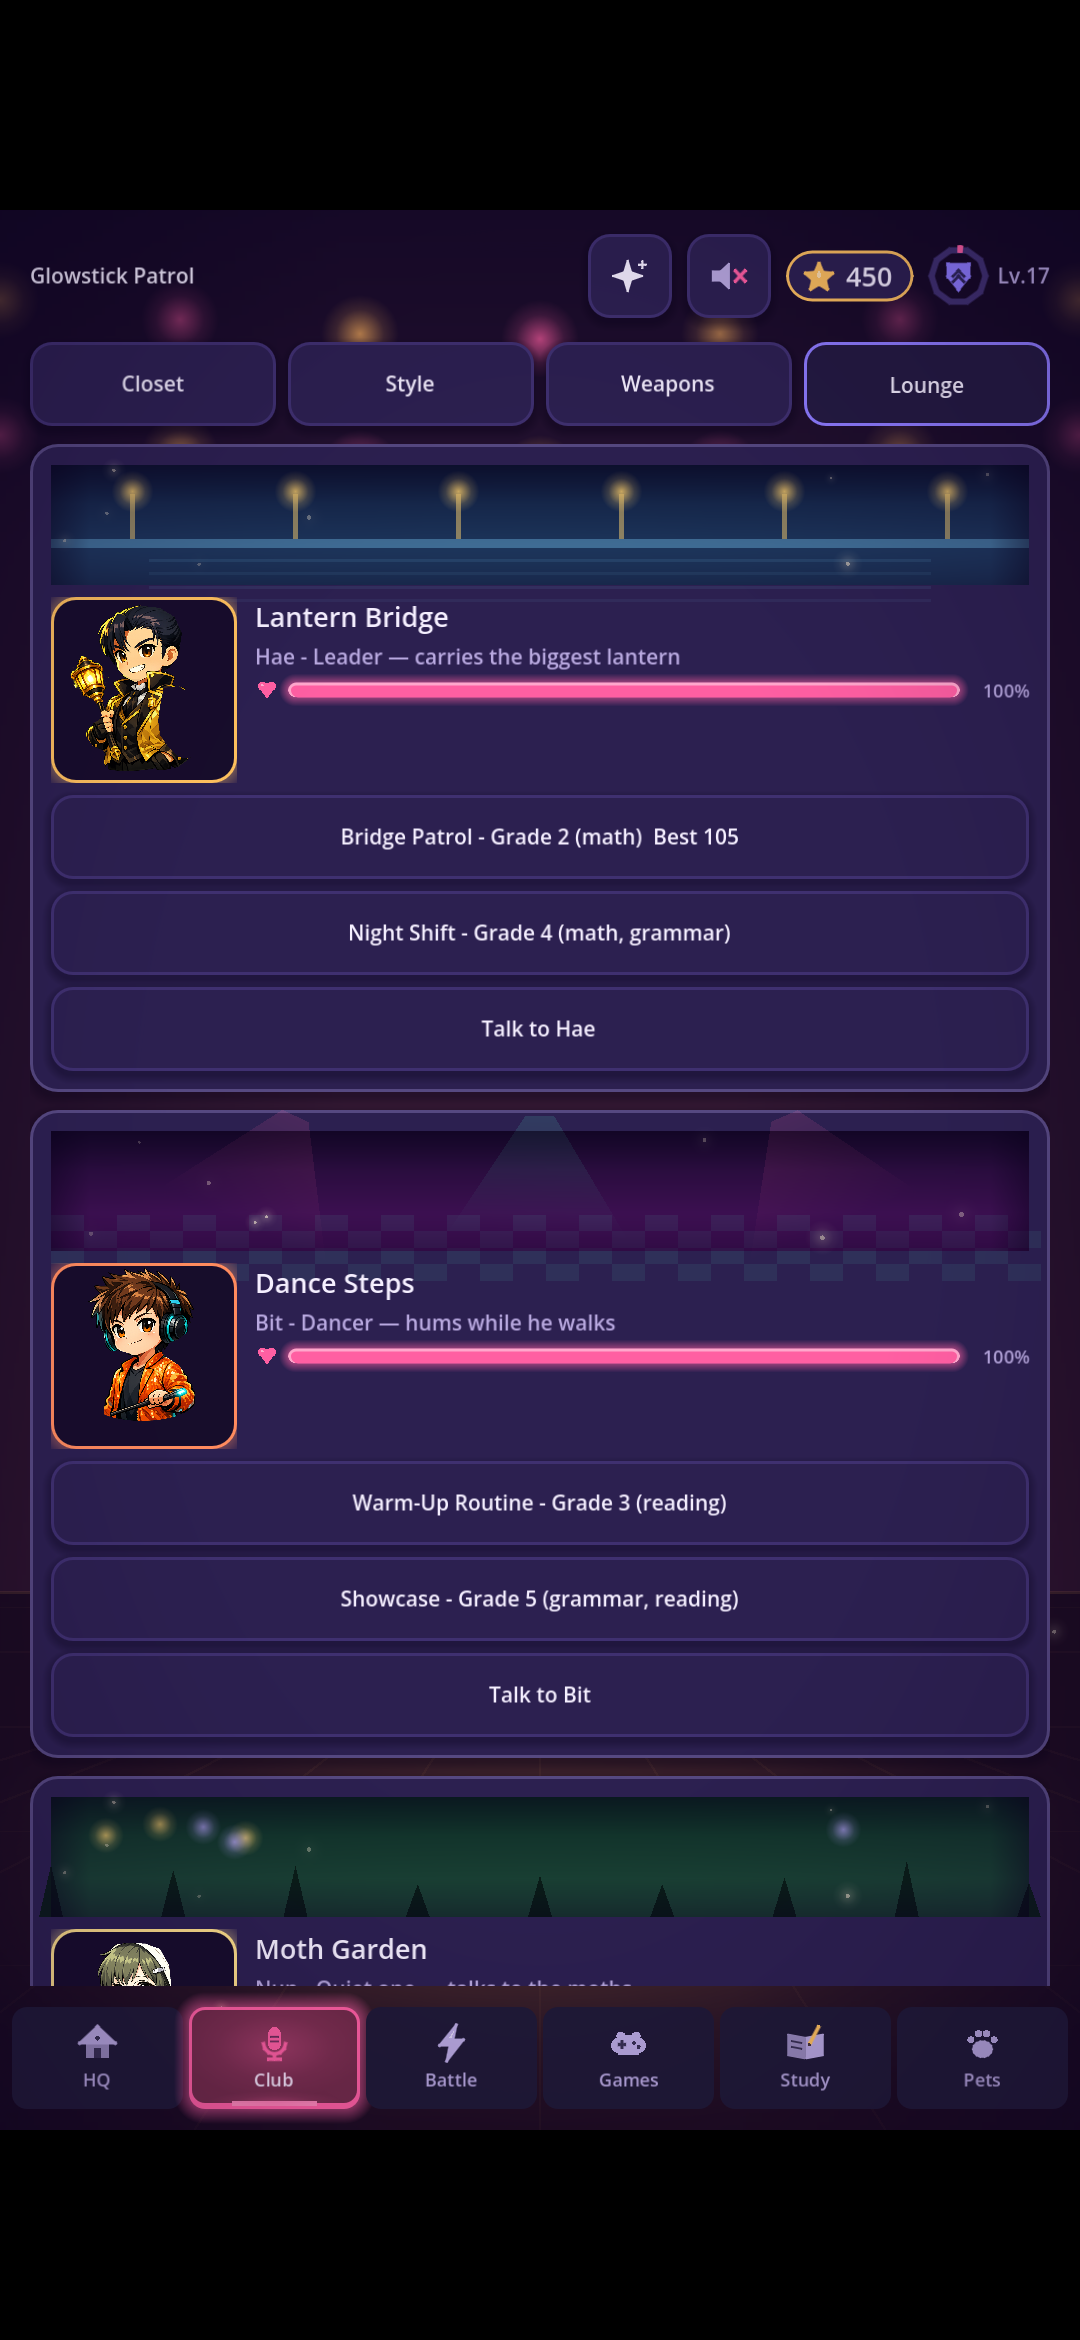 Glowstick Patrol
450
Lv.17
Closet
Style
Weapons
Lounge
Lantern Bridge
Hae - Leader — carries the biggest lantern
100%
Bridge Patrol - Grade 2 (math)  Best 105
Night Shift - Grade 4 (math, grammar)
Talk to Hae
Dance Steps
Bit - Dancer — hums while he walks
100%
Warm-Up Routine - Grade 3 (reading)
Showcase - Grade 5 (grammar, reading)
Talk to Bit
Moth Garden
HQ
Club
Battle
Games
Study
Pets